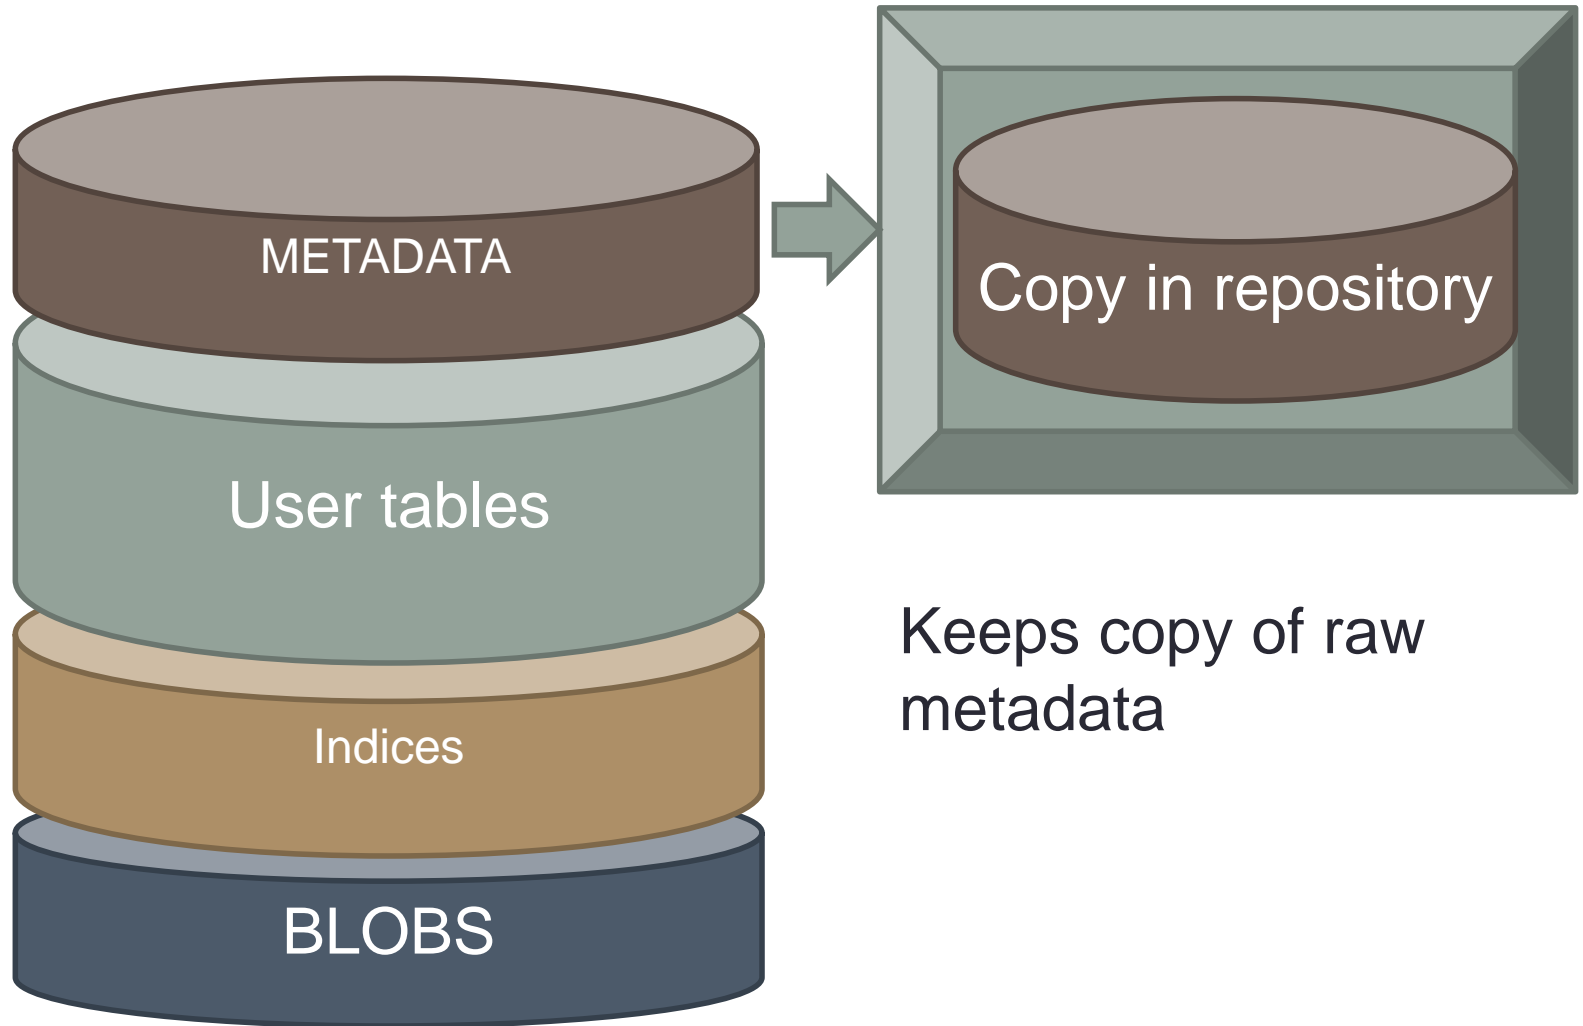 METADATA
Copy in repository
User tables
Keeps copy of raw
metadata
Indices
BLOBS